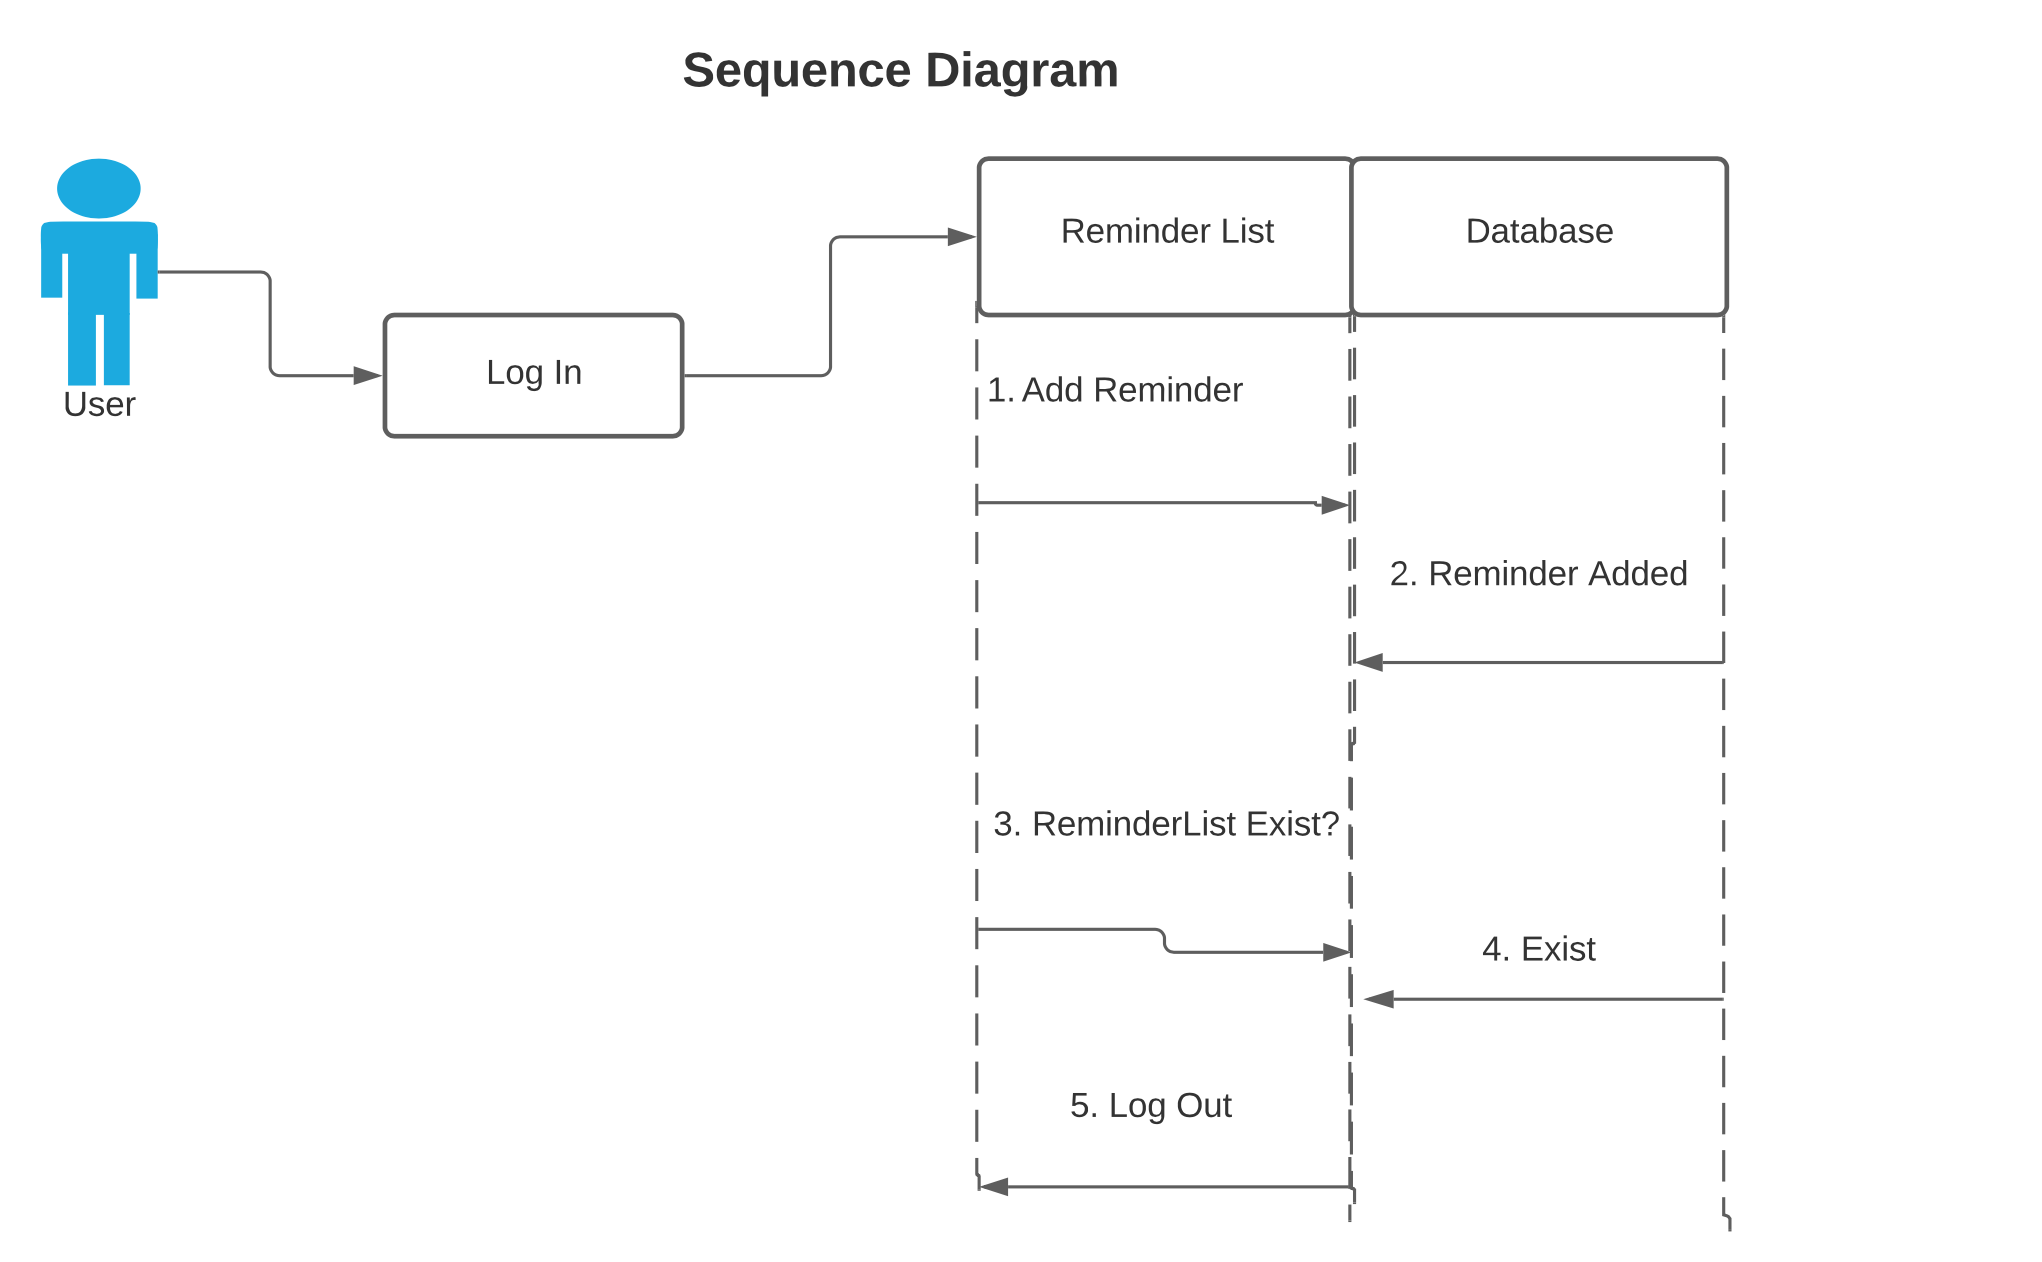 Sequence Diagram
User
Log In
Reminder List
Database
1. Add Reminder
2. Reminder Added
3. ReminderList Exist?
4. Exist
5. Log Out